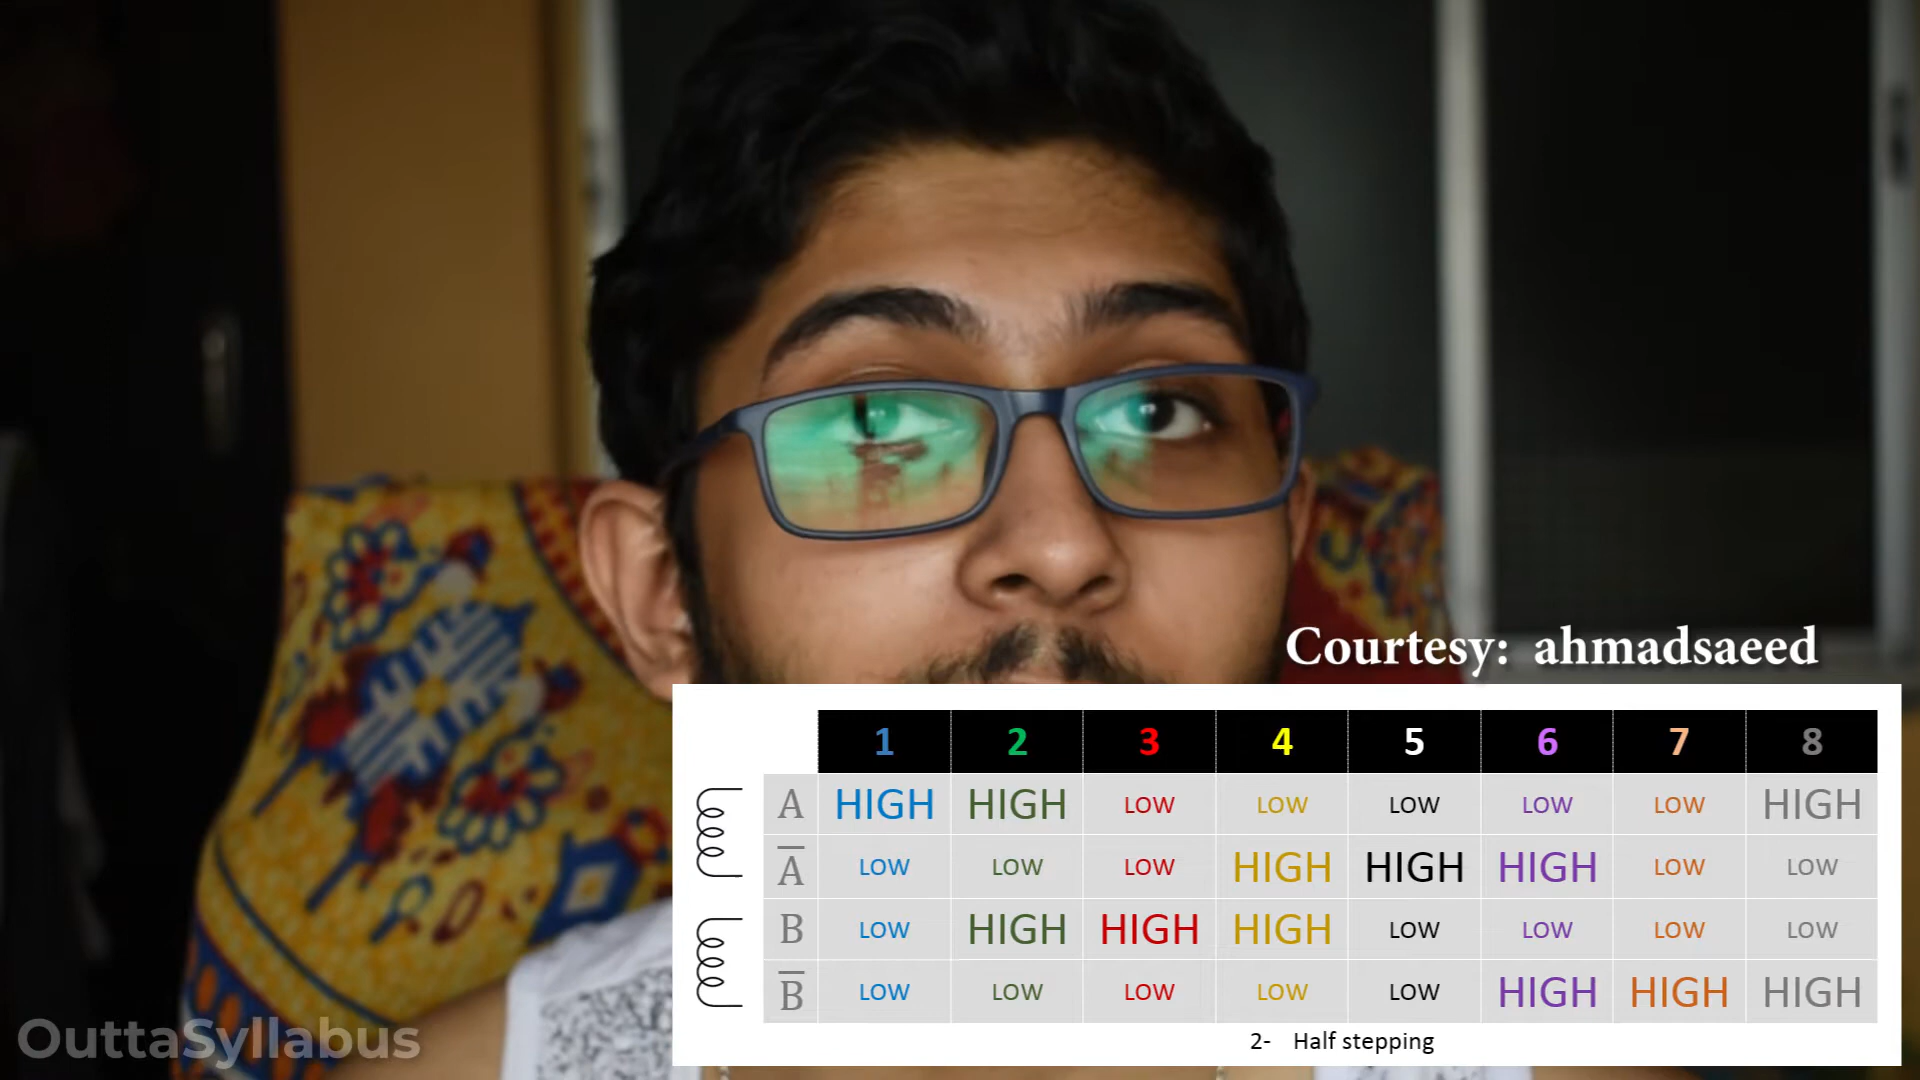 Courtesy: ahmadsaeed
1 2 3 4 5 6 7 8
A HIGH HIGH LOW LOW LOW LOW LOW HIGH
A̅ LOW LOW LOW HIGH HIGH HIGH LOW LOW
B LOW HIGH HIGH HIGH LOW LOW LOW LOW
B̅ LOW LOW LOW LOW LOW HIGH HIGH HIGH
2- Half stepping
OuttaSyllabus